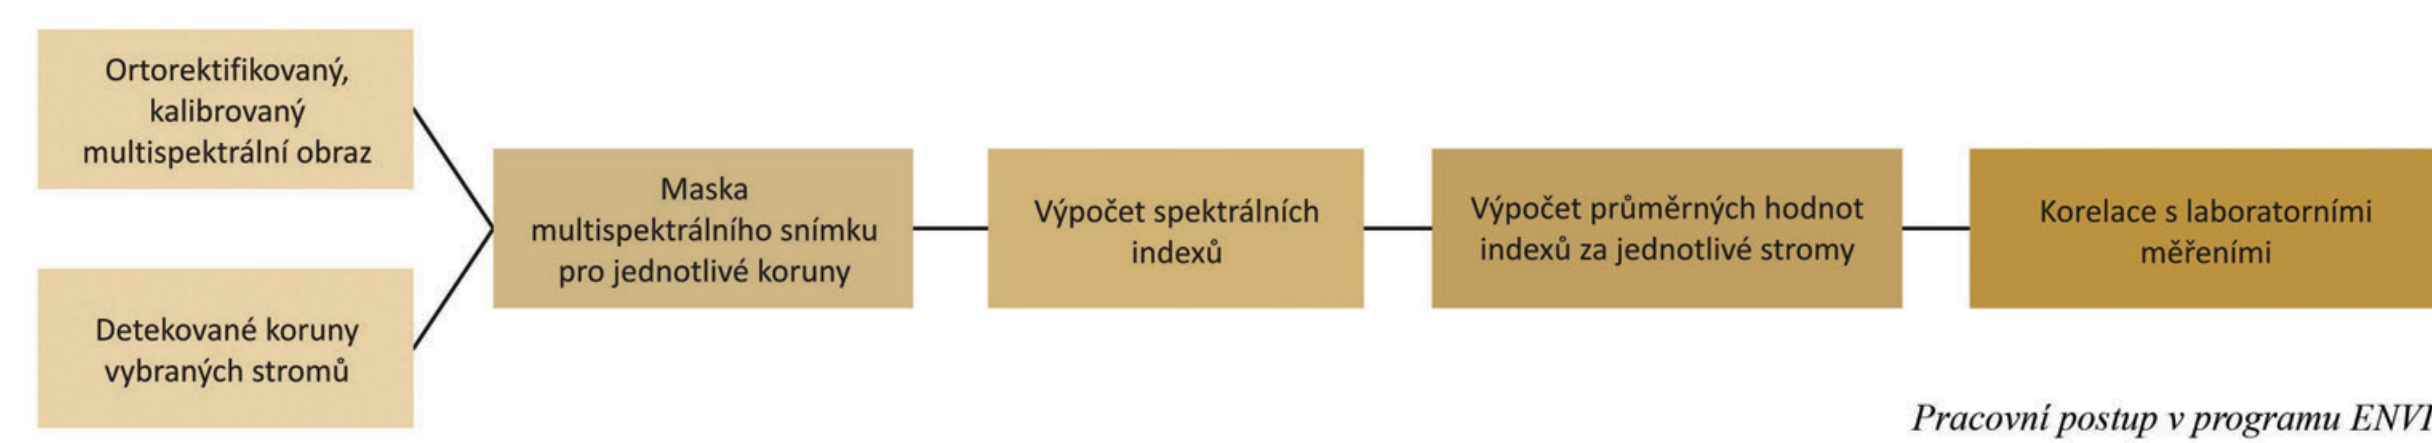 Ortorektifikovaný,
kalibrovaný
multispektrální obraz
Detekované koruny
vybraných stromů
Maska
multispektrálního snímku
pro jednotlivé koruny
Výpočet spektrálních
indexů
Výpočet průměrných hodnot
indexů za jednotlivé stromy
Korelace s laboratorními
měřeními
Pracovní postup v programu ENVI